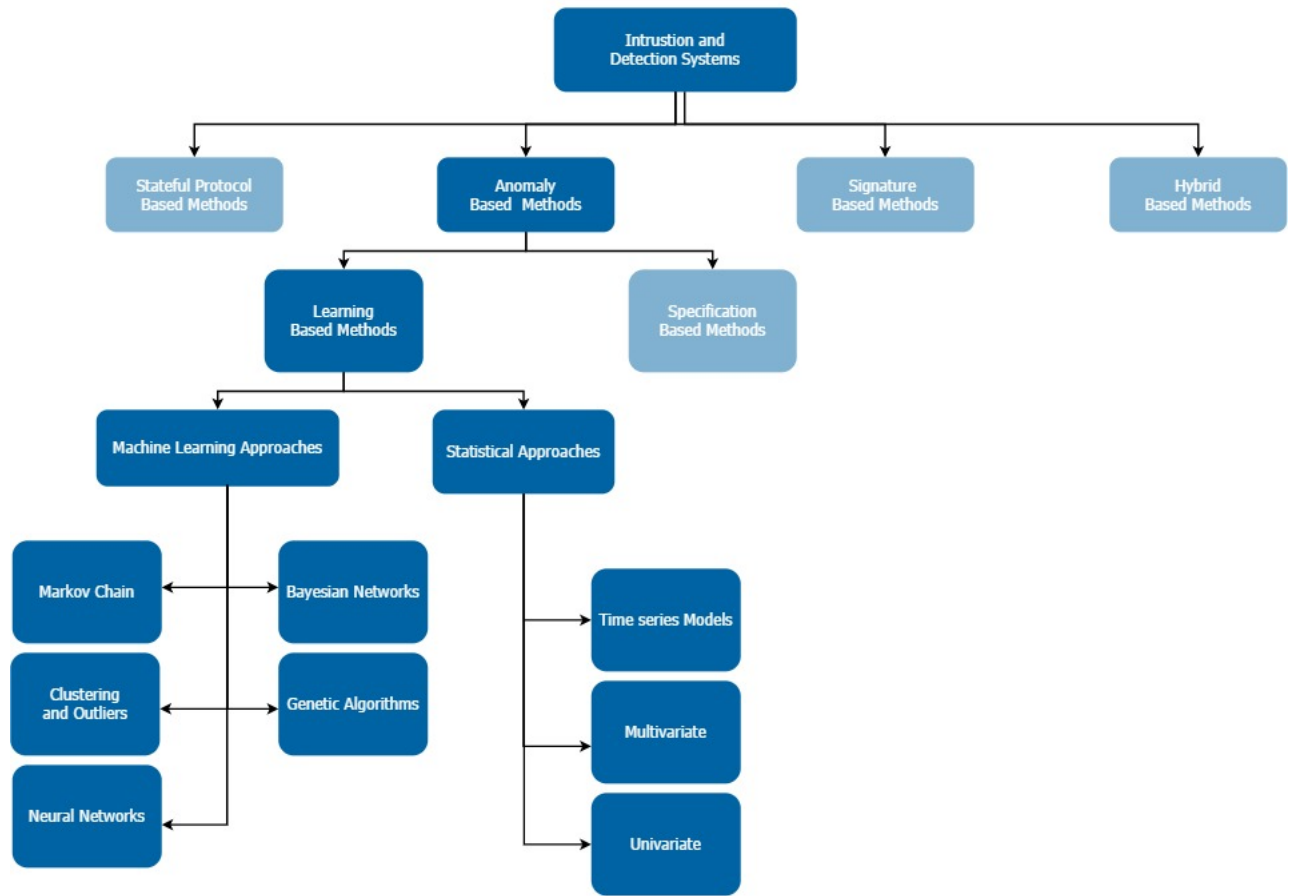 Intrustion and
Detection Systems
Stateful Protocol
Based Methods
Anomaly
Based Methods
Signature
Based Methods
Hybrid
Based Methods
Learning
Based Methods
Specification
Based Methods
Machine Learning Approaches
Statistical Approaches
Markov Chain
Bayesian Networks
Time series Models
Clustering
and Outliers
Genetic Algorithms
Multivariate
Neural Networks
Univariate